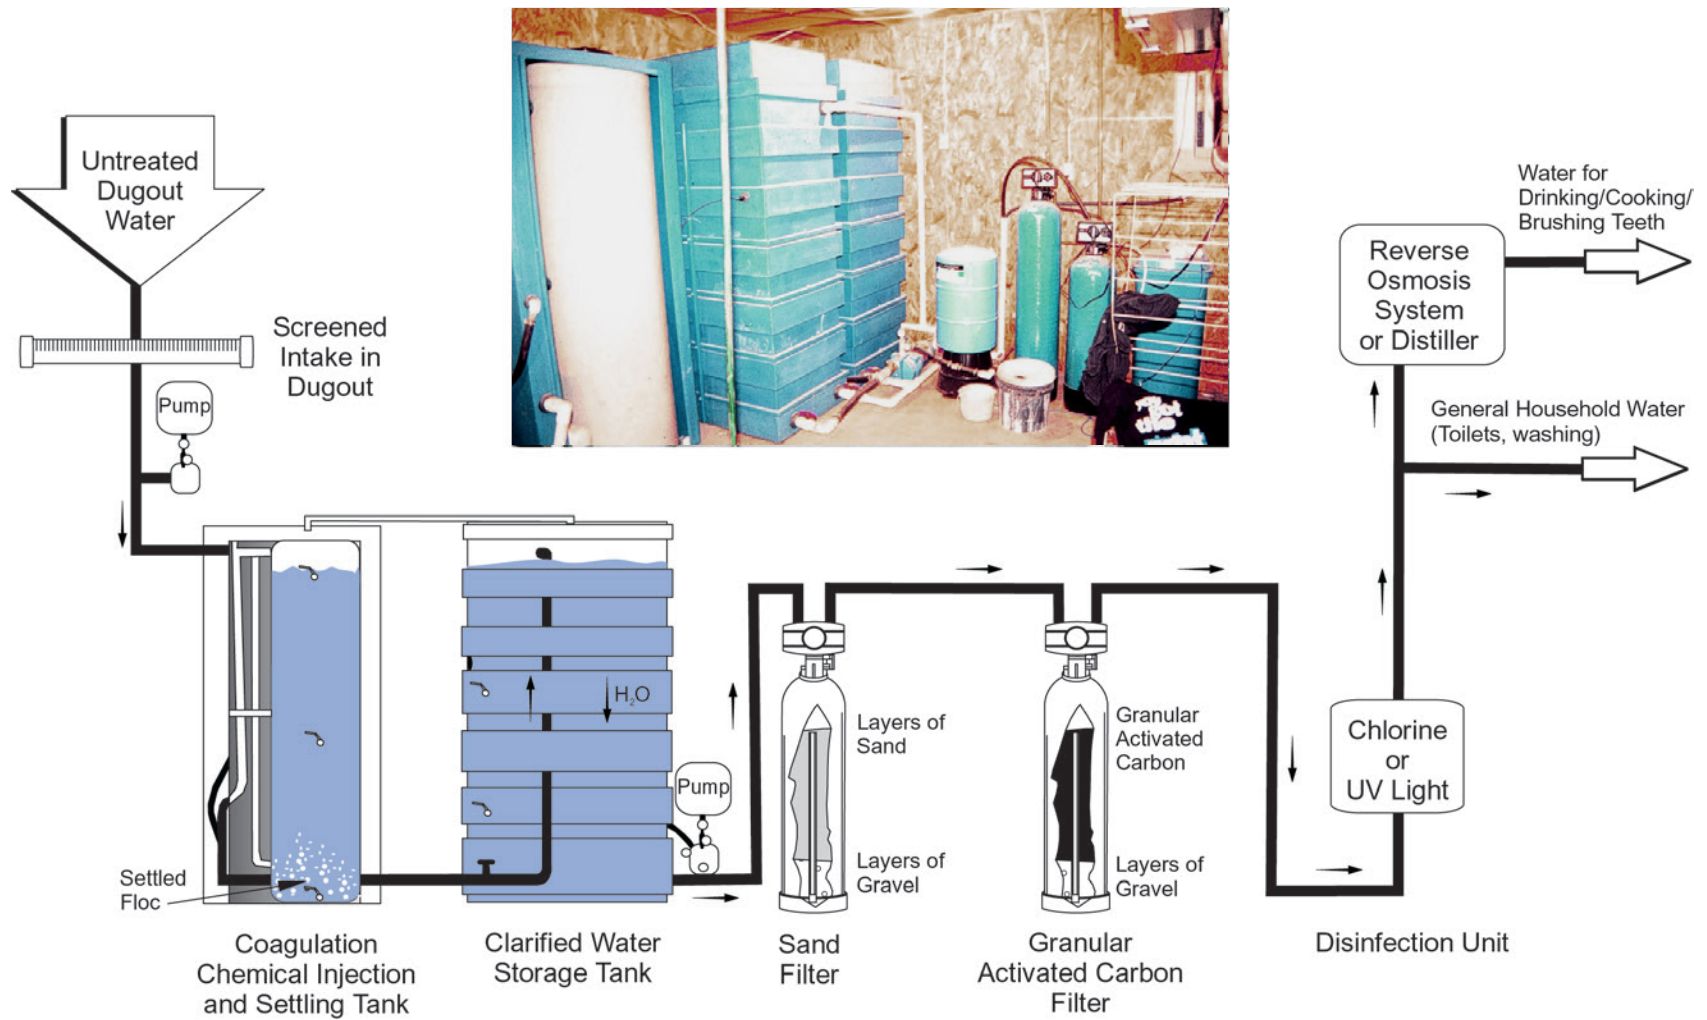 Untreated
Dugout
Water
Screened
Intake in
Dugout
Pump
Settled
Floc
Coagulation
Chemical Injection
and Settling Tank
H₂O
Clarified Water
Storage Tank
Pump
Layers of
Sand
Layers of
Gravel
Sand
Filter
Granular
Activated
Carbon
Layers of
Gravel
Granular
Activated Carbon
Filter
Chlorine
or
UV Light
Disinfection Unit
Reverse
Osmosis
System
or Distiller
Water for
Drinking/Cooking/
Brushing Teeth
General Household Water
(Toilets, washing)